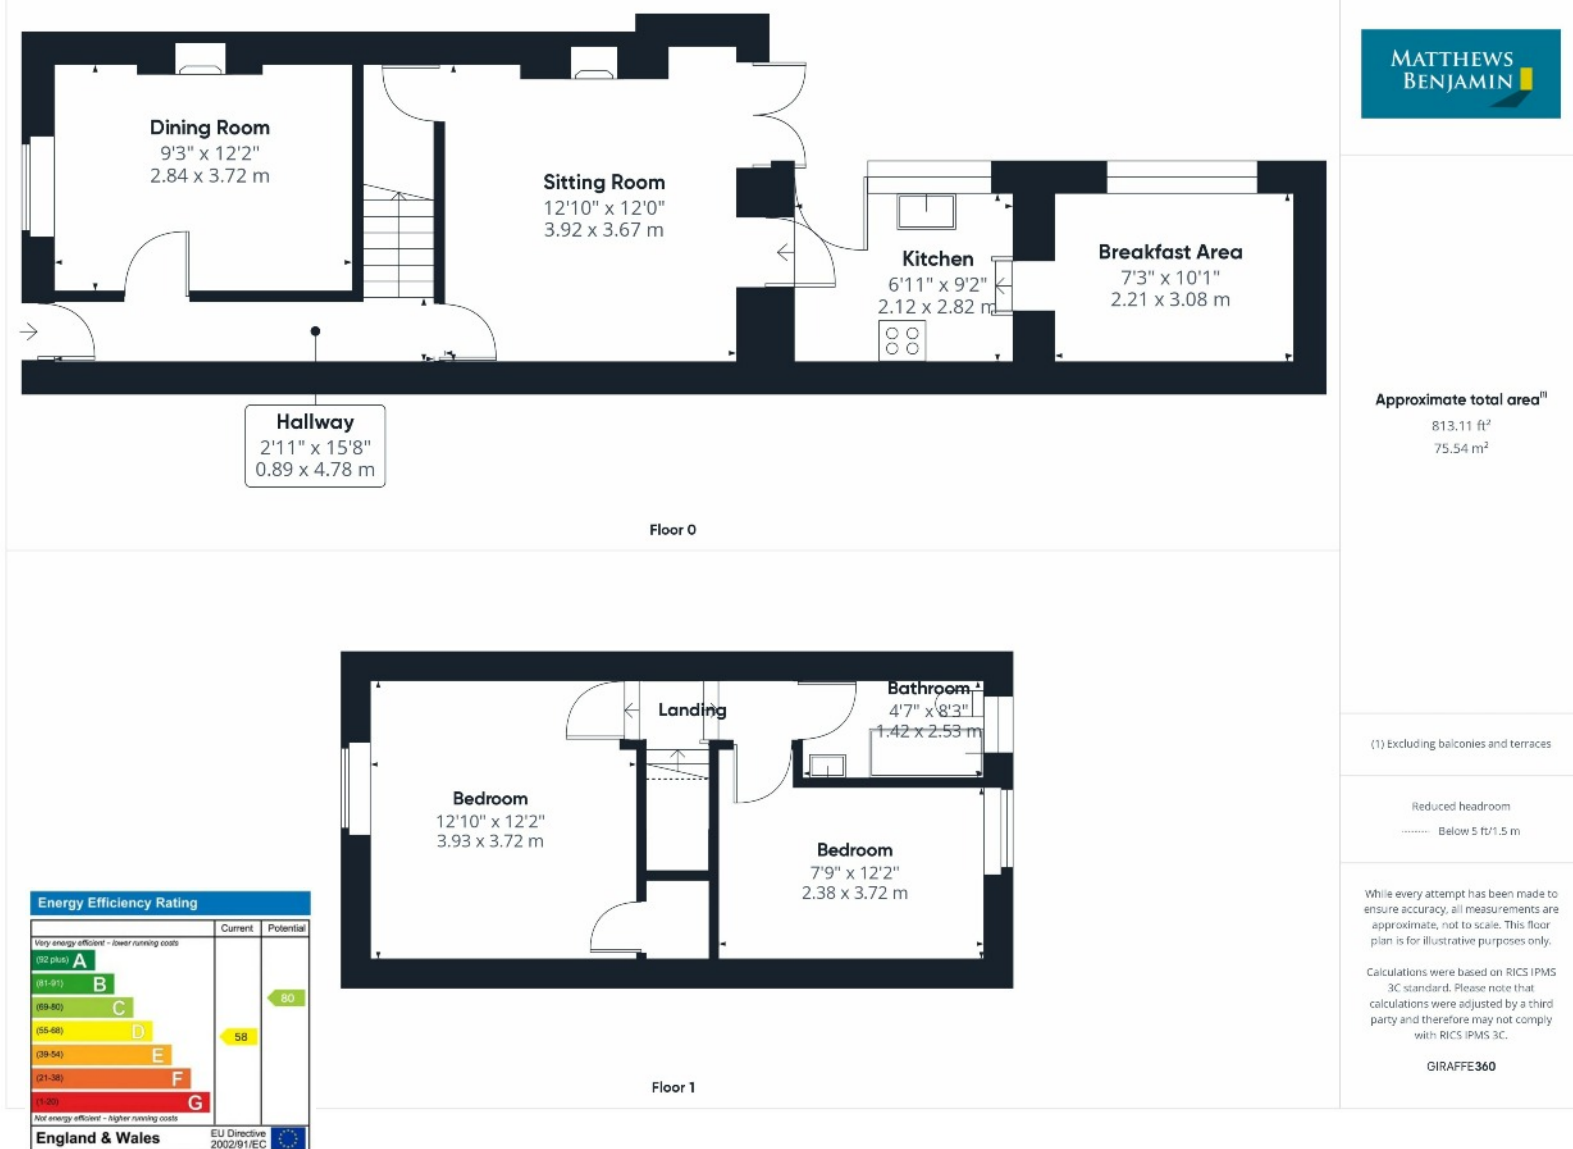 Dining Room
9'3" x 12'2"
2.84 x 3.72 m
Sitting Room
12'10" x 12'0"
3.92 x 3.67 m
Kitchen
6'11" x 9'2"
2.12 x 2.82 m
Breakfast Area
7'3" x 10'1"
2.21 x 3.08 m
Hallway
2'11" x 15'8"
0.89 x 4.78 m
Floor 0
Landing
Bathroom
4'7" x 8'3"
1.42 x 2.53 m
Bedroom
12'10" x 12'2"
3.93 x 3.72 m
Bedroom
7'9" x 12'2"
2.38 x 3.72 m
Floor 1
Energy Efficiency Rating
Current Potential
Very energy efficient - lower running costs
(92 plus) A
(81-91) B
(69-80) C
(55-68) D
(39-54) E
(21-38) F
(1-20) G
80
58
Not energy efficient - higher running costs
England & Wales
EU Directive
2002/91/EC
MATTHEWS
BENJAMIN
Approximate total area(1)
813.11 ft²
75.54 m²
(1) Excluding balconies and terraces
Reduced headroom
Below 5 ft/1.5 m
While every attempt has been made to
ensure accuracy, all measurements are
approximate, not to scale. This floor
plan is for illustrative purposes only.
Calculations were based on RICS IPMS
3C standard. Please note that
calculations were adjusted by a third
party and therefore may not comply
with RICS IPMS 3C.
GIRAFFE360